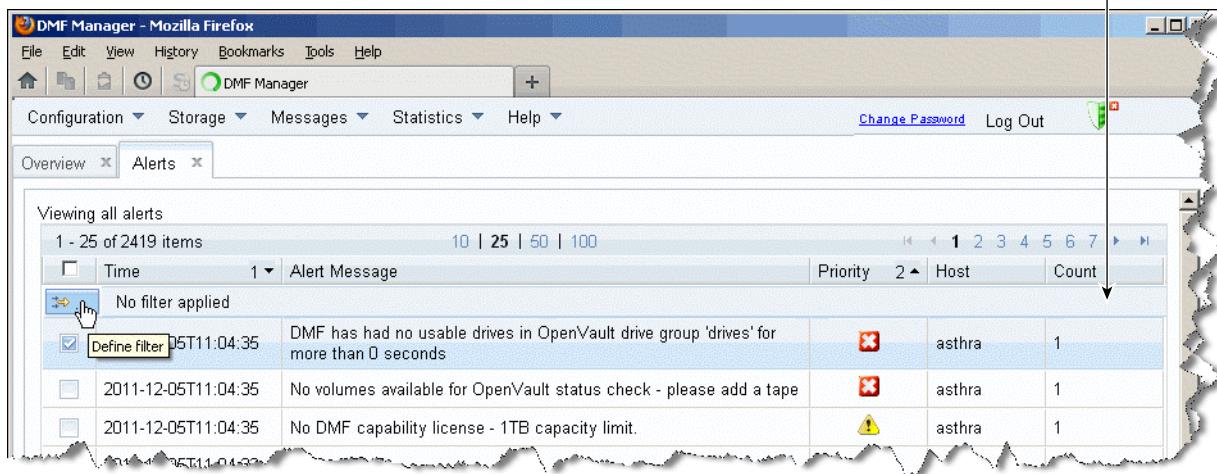 DMF Manager - Mozilla Firefox
File Edit View History Bookmarks Tools Help
DMF Manager +
Configuration Storage Messages Statistics Help Change Password Log Out
Overview x Alerts x
Viewing all alerts
1 - 25 of 2419 items 10 | 25 | 50 | 100 1 2 3 4 5 6 7
Time 1 Alert Message Priority 2 Host Count
No filter applied
Define filter 5T11:04:35 DMF has had no usable drives in OpenVault drive group 'drives' for asthra 1
more than 0 seconds
2011-12-05T11:04:35 No volumes available for OpenVault status check - please add a tape asthra 1
2011-12-05T11:04:35 No DMF capability license - 1TB capacity limit. asthra 1